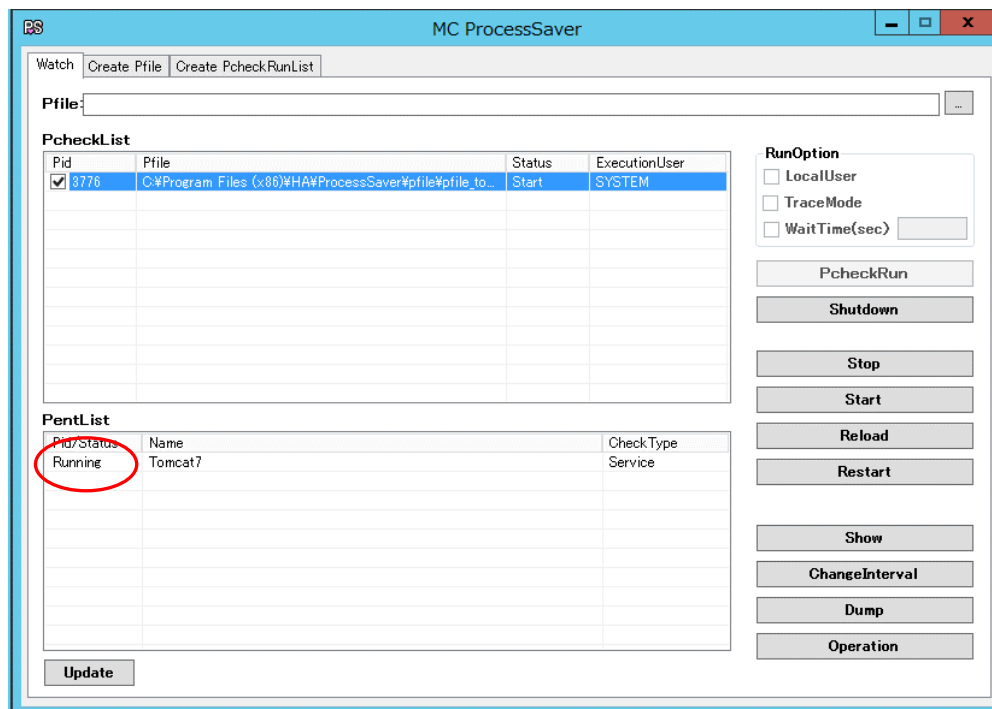 PS MC ProcessSaver
Watch Create Pfile Create PcheckRunList
Pfile: ...
PcheckList
Pid Pfile Status ExecutionUser
3776 C:¥Program Files (x86)¥HA¥ProcessSaver¥pfile¥pfile_to... Start SYSTEM
RunOption
LocalUser
TraceMode
WaitTime(sec)
PcheckRun
Shutdown
Stop
Start
Reload
Restart
PentList
Pid/Status Name CheckType
Running Tomcat7 Service
Show
ChangeInterval
Dump
Operation
Update